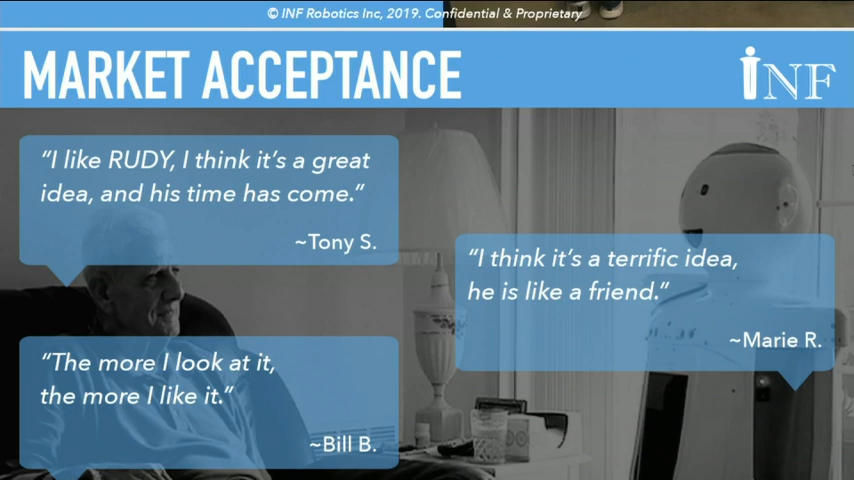 © INF Robotics Inc, 2019. Confidential & Proprietary
MARKET ACCEPTANCE
INF
“I like RUDY, I think it’s a great
idea, and his time has come.”
~Tony S.
“I think it’s a terrific idea,
he is like a friend.”
~Marie R.
“The more I look at it,
the more I like it.”
~Bill B.